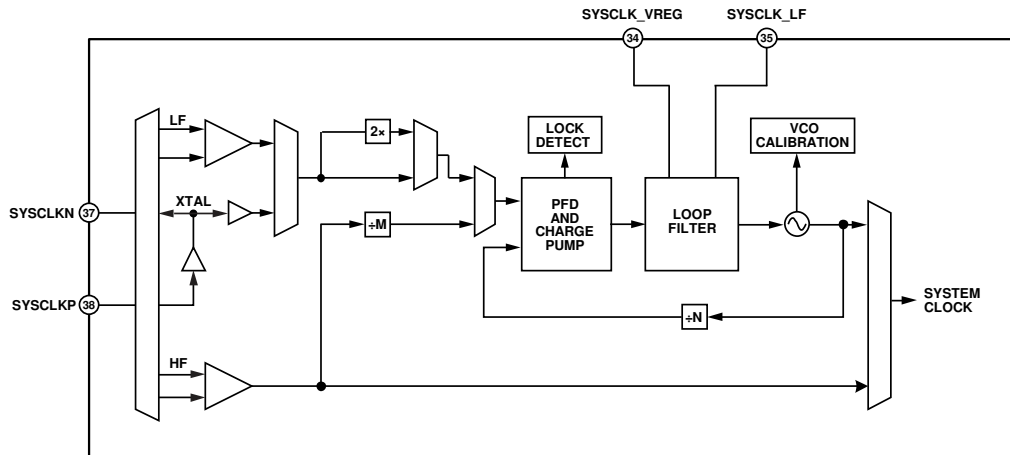 SYSCLK_VREG
SYSCLK_LF
34
35
LF
2×
LOCK
DETECT
VCO
CALIBRATION
XTAL
SYSCLKN
37
÷M
PFD
AND
CHARGE
PUMP
LOOP
FILTER
SYSCLKP
38
÷N
SYSTEM
CLOCK
HF